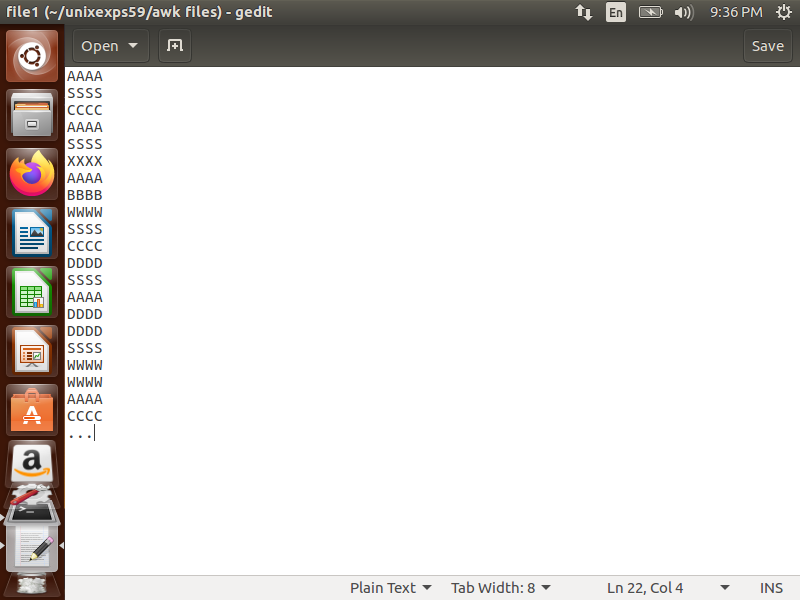 file1 (~/unixexps59/awk files) - gedit
En
9:36 PM
Open
Save
AAAA
SSSS
CCCC
AAAA
SSSS
XXXX
AAAA
BBBB
WWWW
SSSS
CCCC
DDDD
SSSS
AAAA
DDDD
DDDD
SSSS
WWWW
WWWW
AAAA
CCCC
...
Plain Text
Tab Width: 8
Ln 22, Col 4
INS